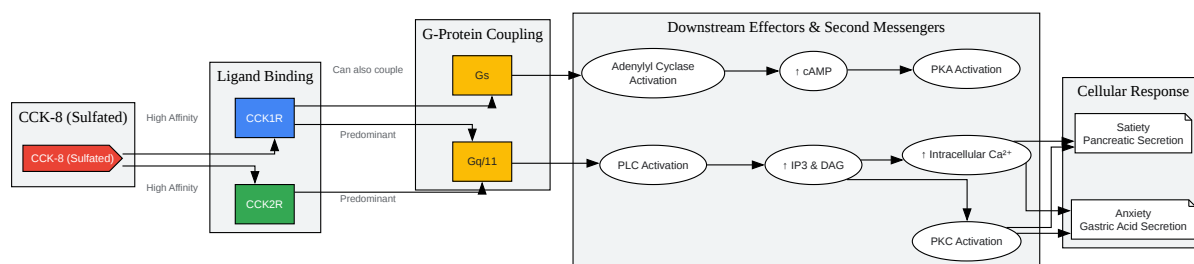 CCK-8 (Sulfated)
CCK-8 (Sulfated)
High Affinity
High Affinity
Ligand Binding
CCK1R
CCK2R
Can also couple
Predominant
Predominant
G-Protein Coupling
Gs
Gq/11
Downstream Effectors & Second Messengers
Adenylyl Cyclase
Activation
↑ cAMP
PKA Activation
PLC Activation
↑ IP3 & DAG
↑ Intracellular Ca²⁺
PKC Activation
Cellular Response
Satiety
Pancreatic Secretion
Anxiety
Gastric Acid Secretion